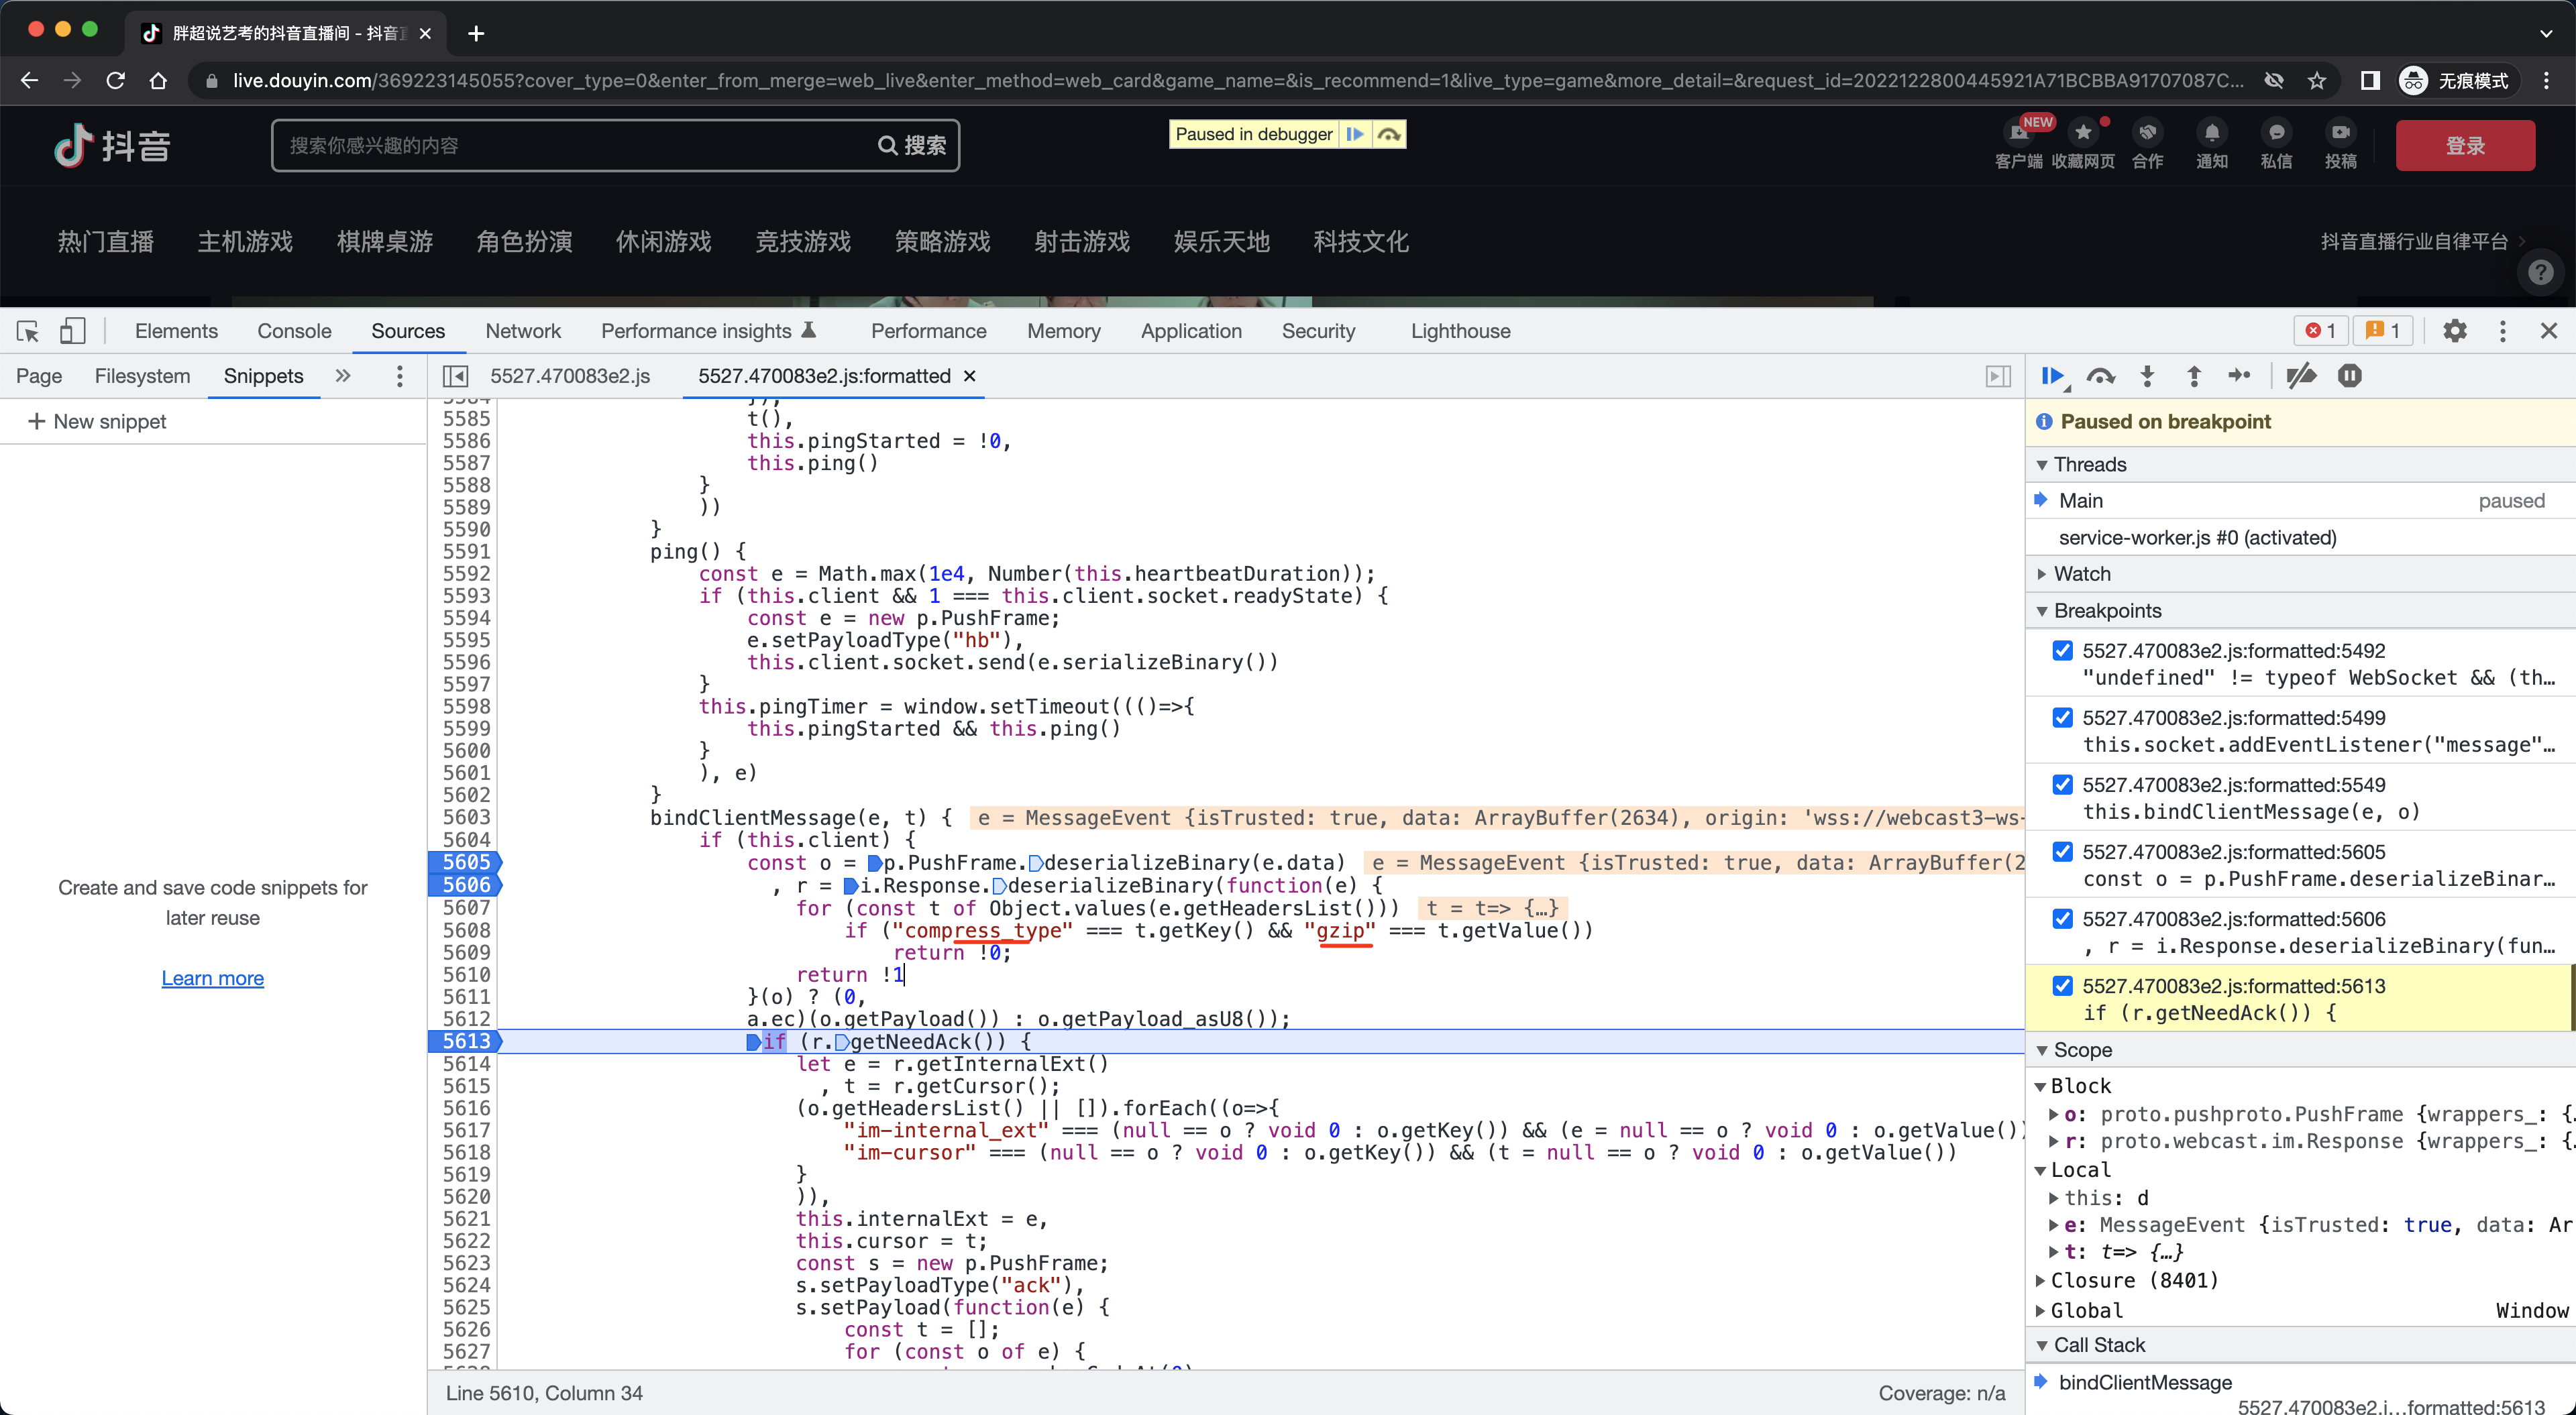 胖超说艺考的抖音直播间 - 抖音
live.douyin.com/369223145055?cover_type=0&enter_from_merge=web_live&enter_method=web_card&game_name=&is_recommend=1&live_type=game&more_detail=&request_id=2022122800445921A71BCBBA91707087C...
无痕模式
抖音
搜索你感兴趣的内容
搜索
Paused in debugger
NEW
客户端 收藏网页 合作 通知 私信 投稿
登录
热门直播 主机游戏 棋牌桌游 角色扮演 休闲游戏 竞技游戏 策略游戏 射击游戏 娱乐天地 科技文化
抖音直播行业自律平台
Elements Console Sources Network Performance insights Performance Memory Application Security Lighthouse
1 1
Page Filesystem Snippets
5527.470083e2.js 5527.470083e2.js:formatted
+ New snippet
Create and save code snippets for
later reuse
Learn more
5584 }),
5585 t(),
5586 this.pingStarted = !0,
5587 this.ping()
5588 }
5589 ))
5590 }
5591 ping() {
5592 const e = Math.max(1e4, Number(this.heartbeatDuration));
5593 if (this.client && 1 === this.client.socket.readyState) {
5594 const e = new p.PushFrame;
5595 e.setPayloadType("hb"),
5596 this.client.socket.send(e.serializeBinary())
5597 }
5598 this.pingTimer = window.setTimeout((()=>{
5599 this.pingStarted && this.ping()
5600 }
5601 ), e)
5602 }
5603 bindClientMessage(e, t) { e = MessageEvent {isTrusted: true, data: ArrayBuffer(2634), origin: 'wss://webcast3-ws-
5604 if (this.client) {
5605 const o = p.PushFrame.deserializeBinary(e.data) e = MessageEvent {isTrusted: true, data: ArrayBuffer(2
5606 , r = i.Response.deserializeBinary(function(e) {
5607 for (const t of Object.values(e.getHeadersList())) t = t=> {…}
5608 if ("compress_type" === t.getKey() && "gzip" === t.getValue())
5609 return !0;
5610 return !1
5611 }(o) ? (0,
5612 a.ec)(o.getPayload()) : o.getPayload_asU8());
5613 if (r.getNeedAck()) {
5614 let e = r.getInternalExt()
5615 , t = r.getCursor();
5616 (o.getHeadersList() || []).forEach((o=>{
5617 "im-internal_ext" === (null == o ? void 0 : o.getKey()) && (e = null == o ? void 0 : o.getValue())
5618 "im-cursor" === (null == o ? void 0 : o.getKey()) && (t = null == o ? void 0 : o.getValue())
5619 }
5620 )),
5621 this.internalExt = e,
5622 this.cursor = t;
5623 const s = new p.PushFrame;
5624 s.setPayloadType("ack"),
5625 s.setPayload(function(e) {
5626 const t = [];
5627 for (const o of e) {
Line 5610, Column 34
Coverage: n/a
Paused on breakpoint
Threads
Main paused
service-worker.js #0 (activated)
Watch
Breakpoints
5527.470083e2.js:formatted:5492
"undefined" != typeof WebSocket && (th…
5527.470083e2.js:formatted:5499
this.socket.addEventListener("message"…
5527.470083e2.js:formatted:5549
this.bindClientMessage(e, o)
5527.470083e2.js:formatted:5605
const o = p.PushFrame.deserializeBinar…
5527.470083e2.js:formatted:5606
, r = i.Response.deserializeBinary(fun…
5527.470083e2.js:formatted:5613
if (r.getNeedAck()) {
Scope
Block
o: proto.pushproto.PushFrame {wrappers_: {
r: proto.webcast.im.Response {wrappers_: {
Local
this: d
e: MessageEvent {isTrusted: true, data: Ar
t: t=> {…}
Closure (8401)
Global Window
Call Stack
bindClientMessage
5527.470083e2.j…formatted:5613